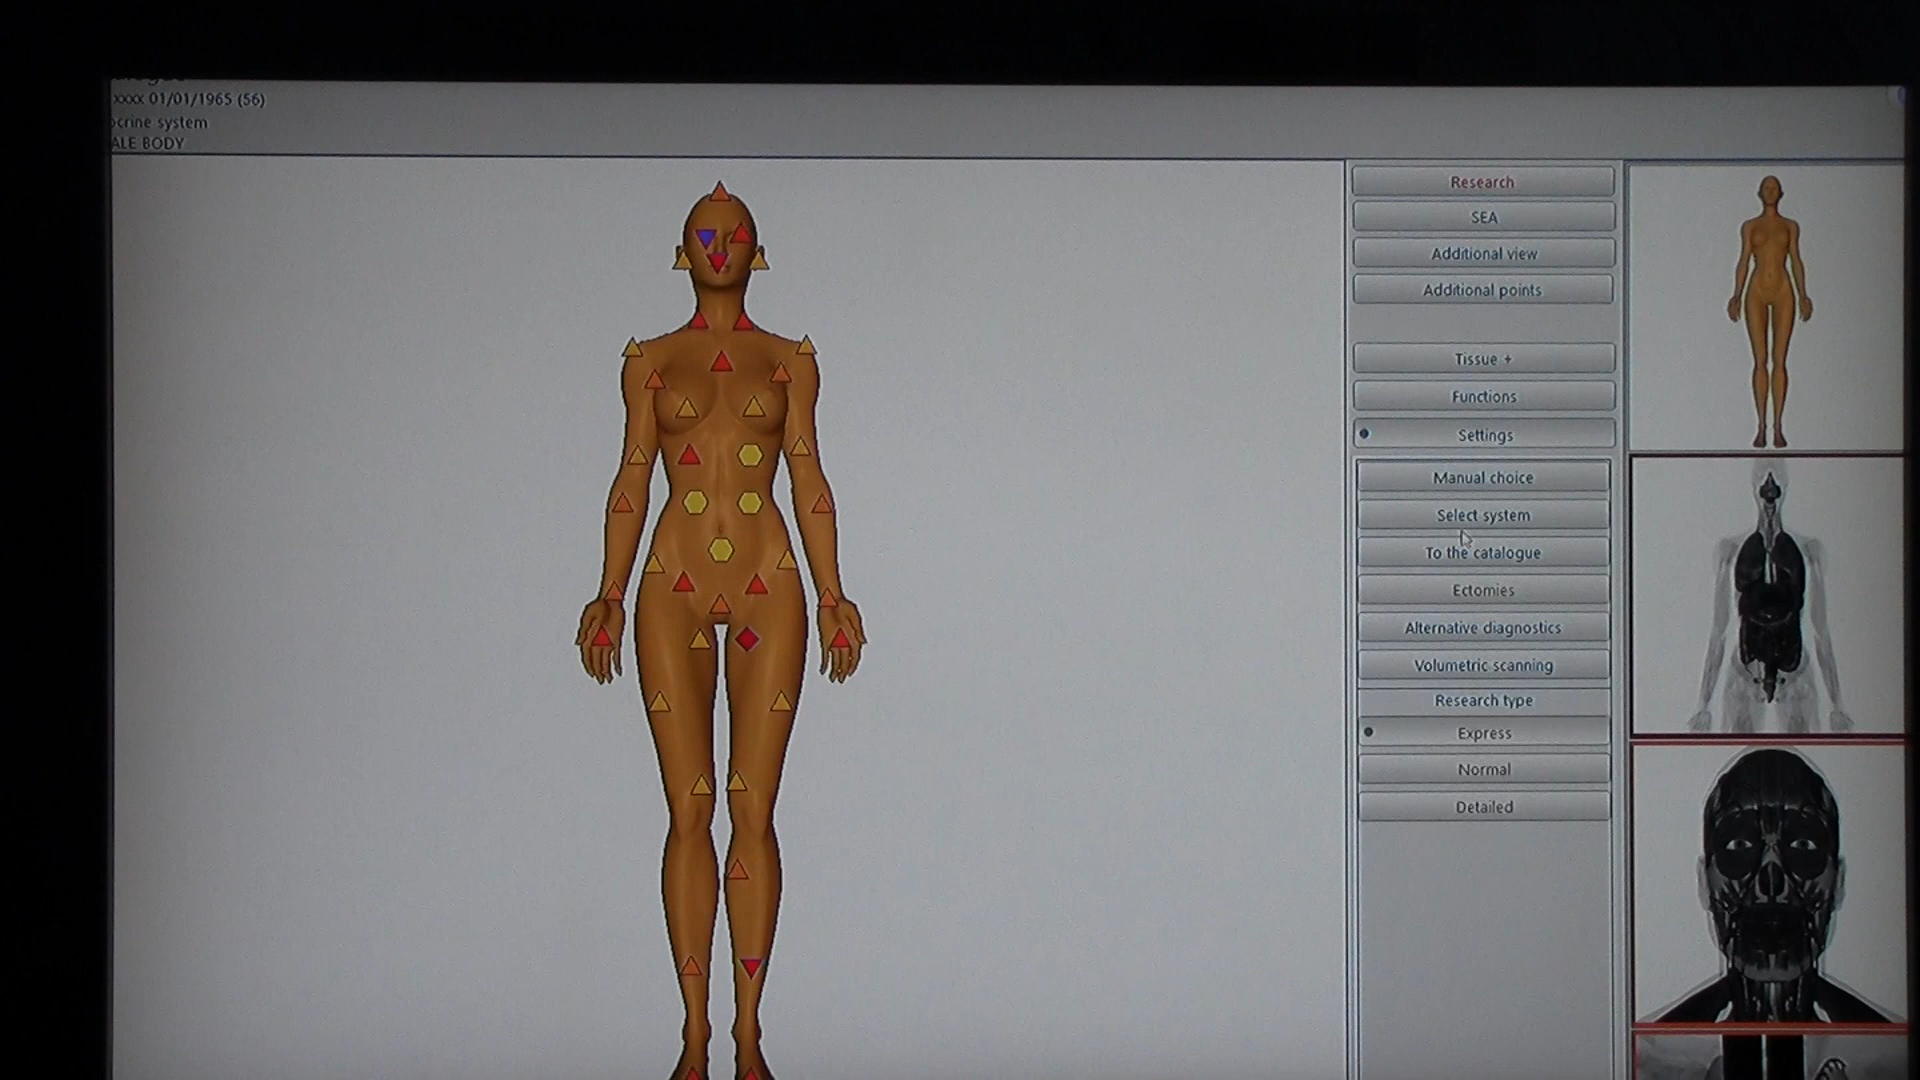 xxxx 01/01/1965 (56)
ocrine system
ALE BODY
Research
SEA
Additional view
Additional points
Tissue +
Functions
Settings
Manual choice
Select system
To the catalogue
Ectomies
Alternative diagnostics
Volumetric scanning
Research type
Express
Normal
Detailed